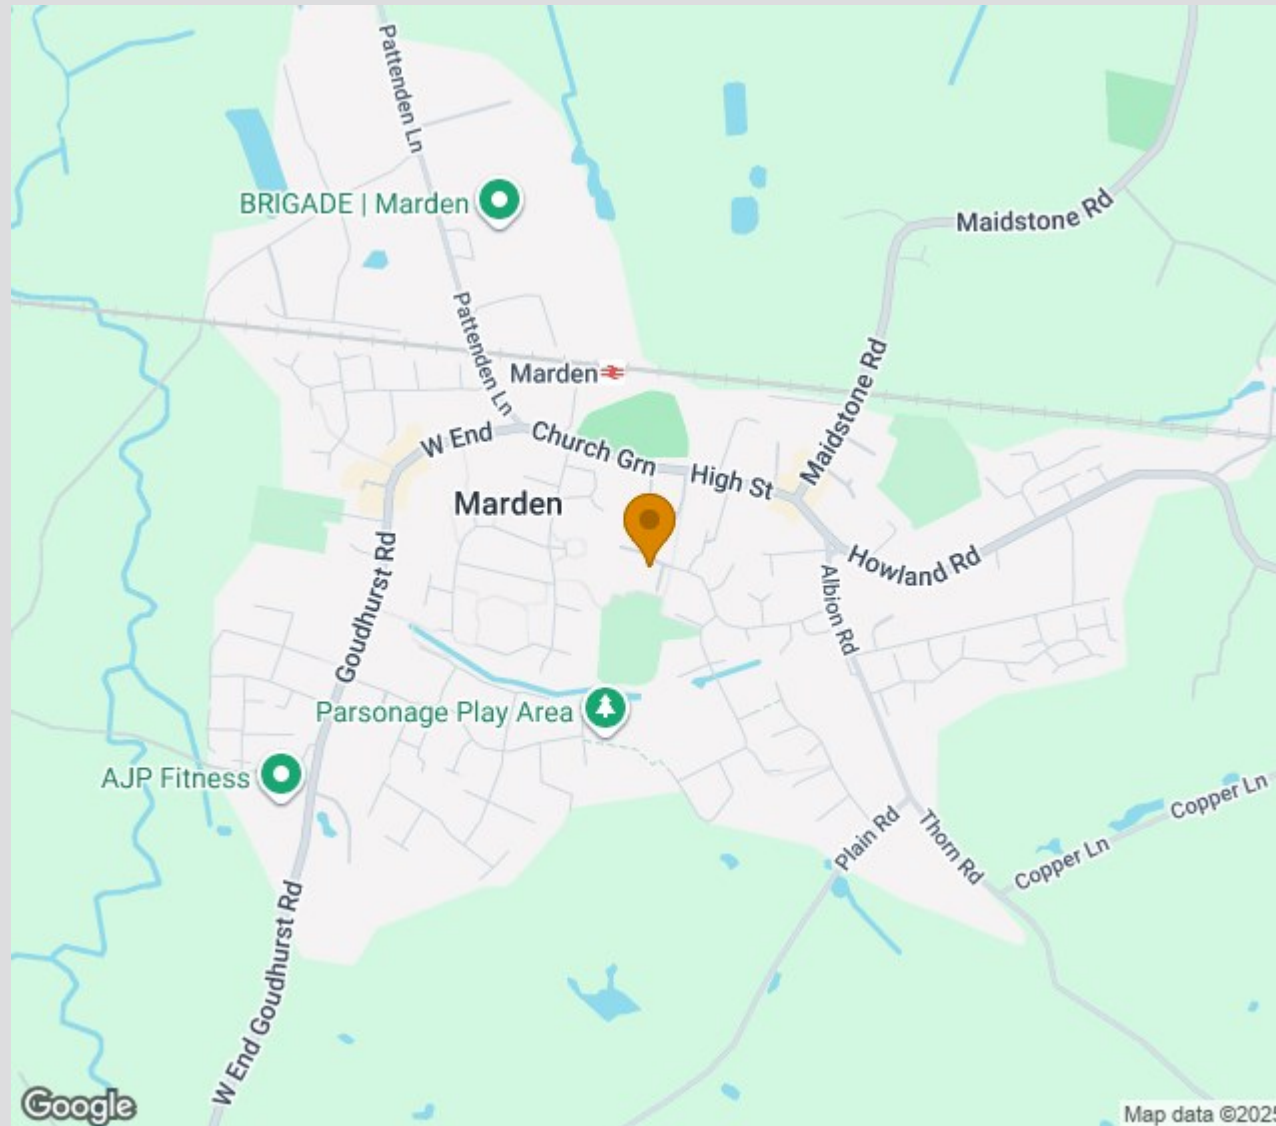 Pattenden Ln
BRIGADE | Marden
Maidstone Rd
Pattenden Ln
Marden
Maidstone Rd
W End
Church Grn
High St
Marden
Goudhurst Rd
Howland Rd
Albion Rd
Parsonage Play Area
AJP Fitness
Copper Ln
Plain Rd
Thorn Rd
Copper Ln
W End Goudhurst Rd
Google
Map data ©2025